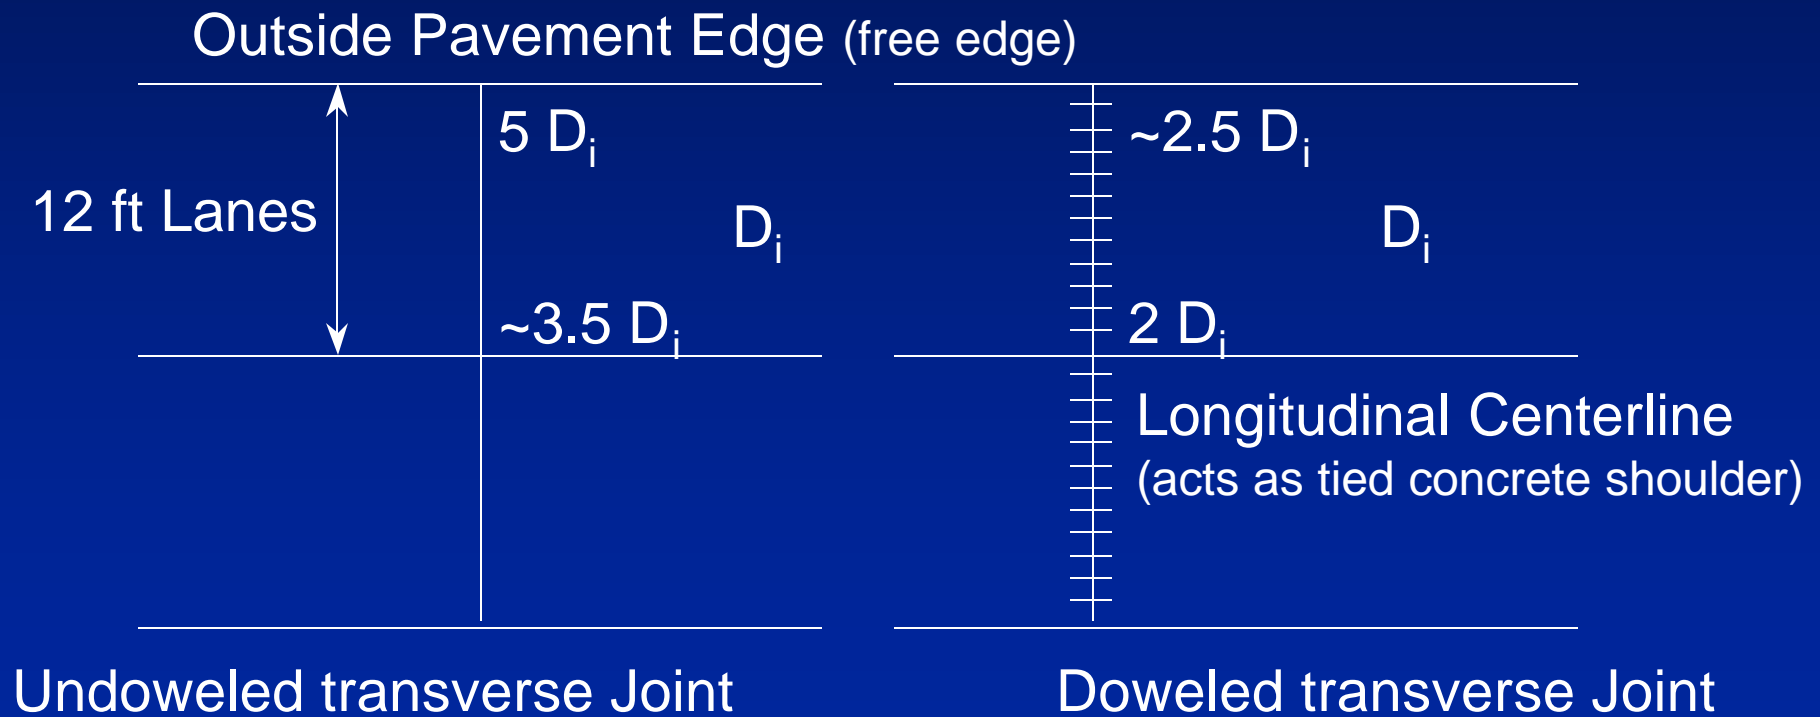 Outside Pavement Edge (free edge)
5 Di
~2.5 Di
12 ft Lanes
Di
Di
~3.5 Di
2 Di
Longitudinal Centerline
(acts as tied concrete shoulder)
Undoweled transverse Joint
Doweled transverse Joint